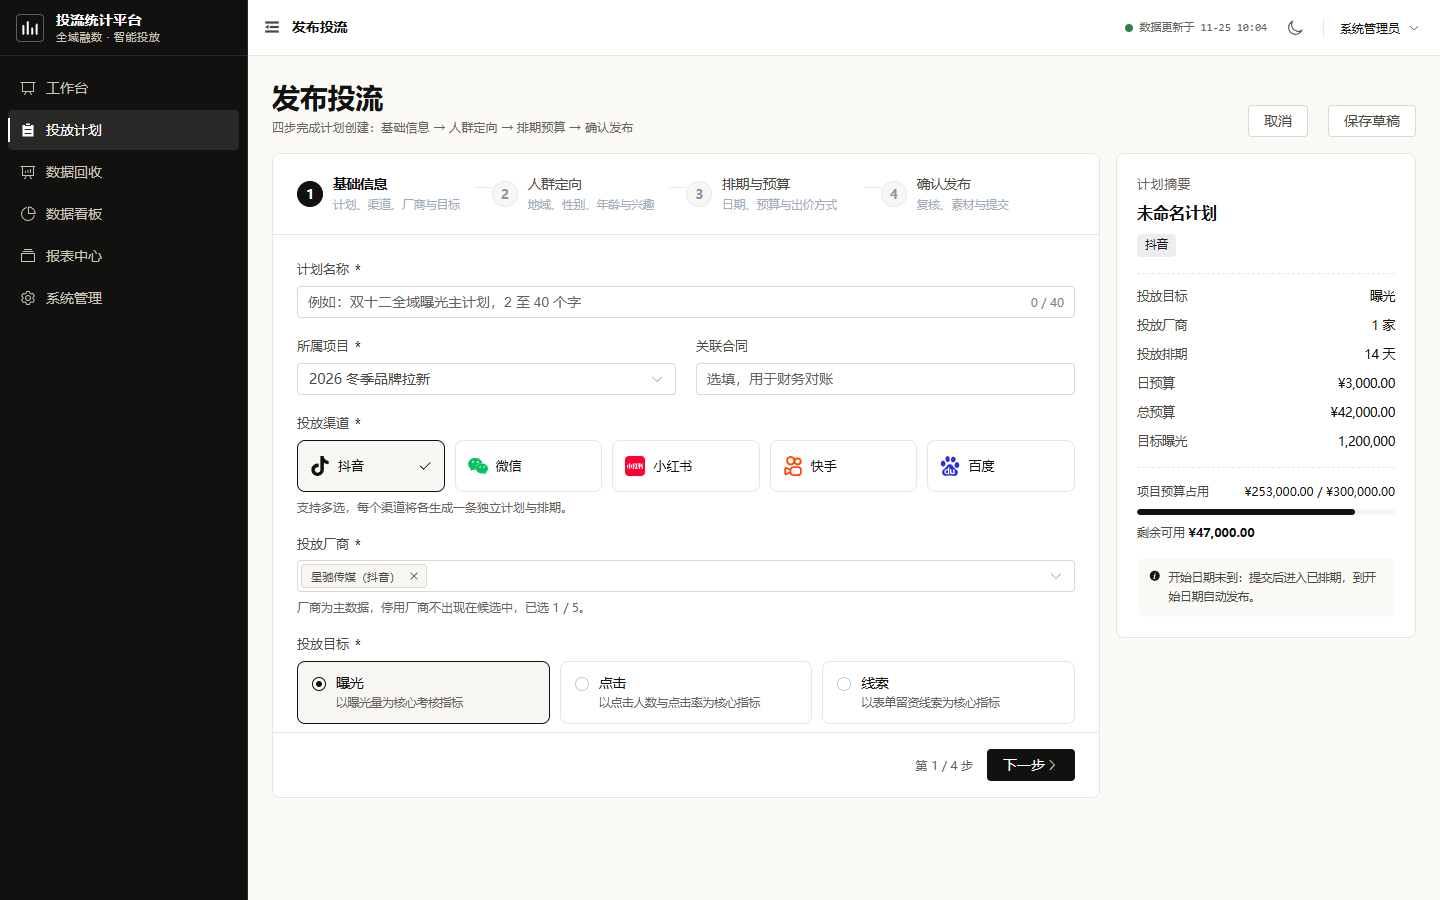 投流统计平台
全域融数 · 智能投放
工作台
投放计划
数据回收
数据看板
报表中心
系统管理
发布投流
数据更新于 11-25 10:04
系统管理员
发布投流
四步完成计划创建：基础信息 → 人群定向 → 排期预算 → 确认发布
取消
保存草稿
1 基础信息
计划、渠道、厂商与目标
2 人群定向
地域、性别、年龄与兴趣
3 排期与预算
日期、预算与出价方式
4 确认发布
复核、素材与提交
计划名称 *
例如：双十二全域曝光主计划，2 至 40 个字
0 / 40
所属项目 *
关联合同
2026 冬季品牌拉新
选填，用于财务对账
投放渠道 *
抖音
微信
小红书 小红书
快手
du 百度
支持多选，每个渠道将各生成一条独立计划与排期。
投放厂商 *
星驰传媒（抖音）
厂商为主数据，停用厂商不出现在候选中，已选 1 / 5。
投放目标 *
曝光
以曝光量为核心考核指标
点击
以点击人数与点击率为核心指标
线索
以表单留资线索为核心指标
第 1 / 4 步
下一步
计划摘要
未命名计划
抖音
投放目标 曝光
投放厂商 1 家
投放排期 14 天
日预算 ¥3,000.00
总预算 ¥42,000.00
目标曝光 1,200,000
项目预算占用 ¥253,000.00 / ¥300,000.00
剩余可用 ¥47,000.00
开始日期未到：提交后进入已排期，到开
始日期自动发布。